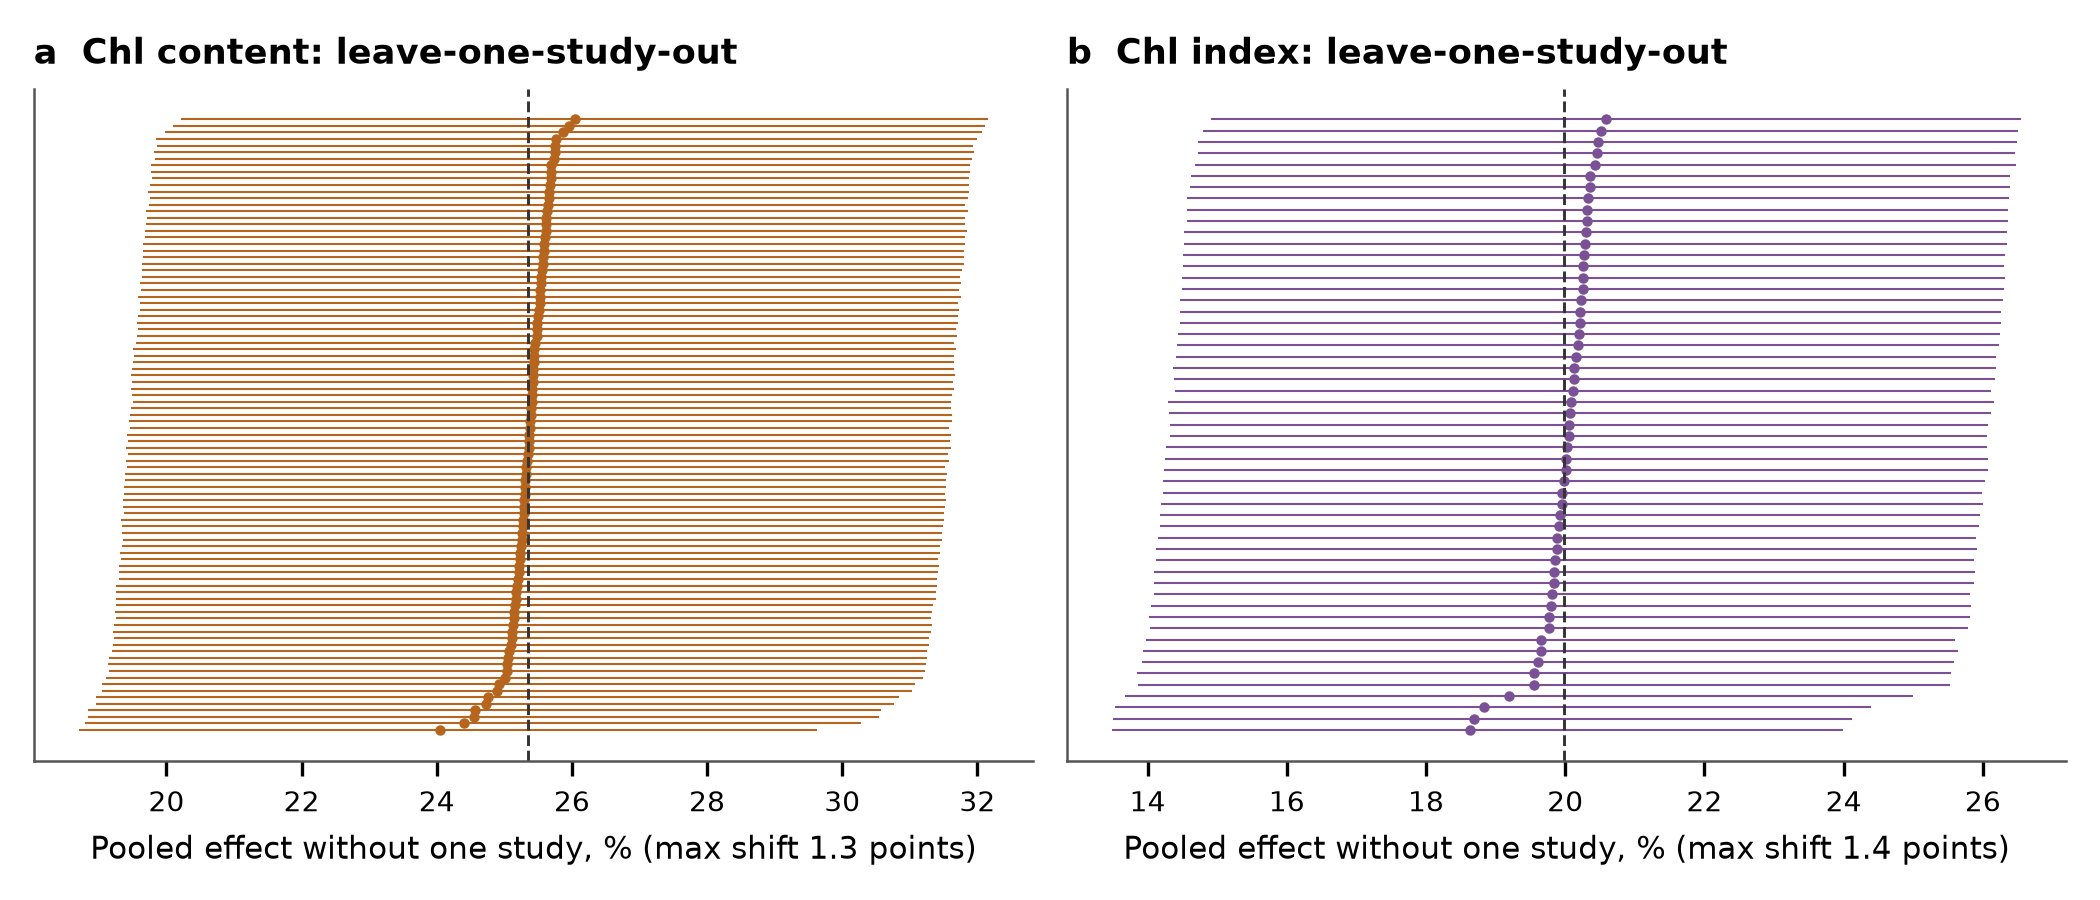 a Chl content: leave-one-study-out
20 22 24 26 28 30 32
Pooled effect without one study, % (max shift 1.3 points)
b Chl index: leave-one-study-out
14 16 18 20 22 24 26
Pooled effect without one study, % (max shift 1.4 points)